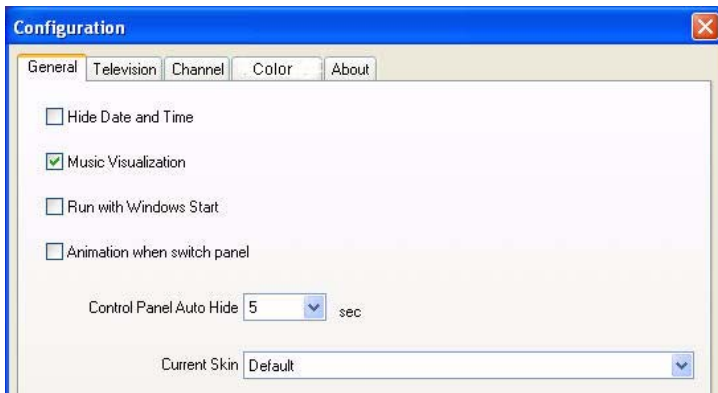 Configuration
General Television Channel Color About
Hide Date and Time
Music Visualization
Run with Windows Start
Animation when switch panel
Control Panel Auto Hide 5 sec
Current Skin Default